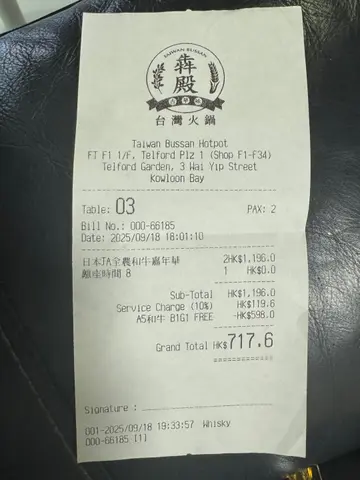 TAIWAN BUSSAN
犇殿
台灣火鍋
Taiwan Bussan Hotpot
FT F1 1/F, Telford Plz 1 (Shop F1-F34)
Telford Garden, 3 Wai Yip Street
Kowloon Bay
Table: 03 PAX: 2
Bill No.: 000-66185
Date: 2025/09/18 18:01:10
日本JA全農和牛嘉年華 2 HK$1,196.0
離座時間 8 1 HK$0.0
Sub-Total HK$1,196.0
Service Charge (10%) HK$119.6
A5和牛 B1G1 FREE -HK$598.0
Grand Total HK$717.6
Signature :
001-2025/09/18 19:33:57 Whisky
000-66185 [1]